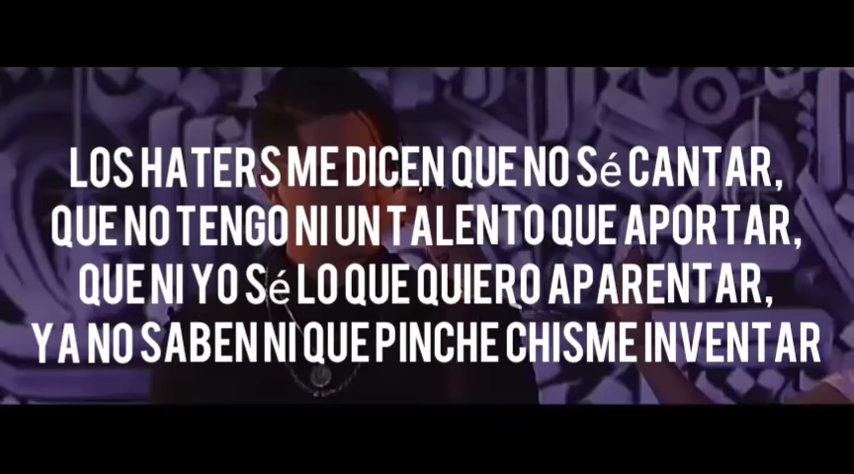 LOS HATERS ME DICEN QUE NO Sé CANTAR,
QUE NO TENGO NI UN TALENTO QUE APORTAR,
QUE NI YO Sé LO QUE QUIERO APARENTAR,
YA NO SABEN NI QUE PINCHE CHISME INVENTAR